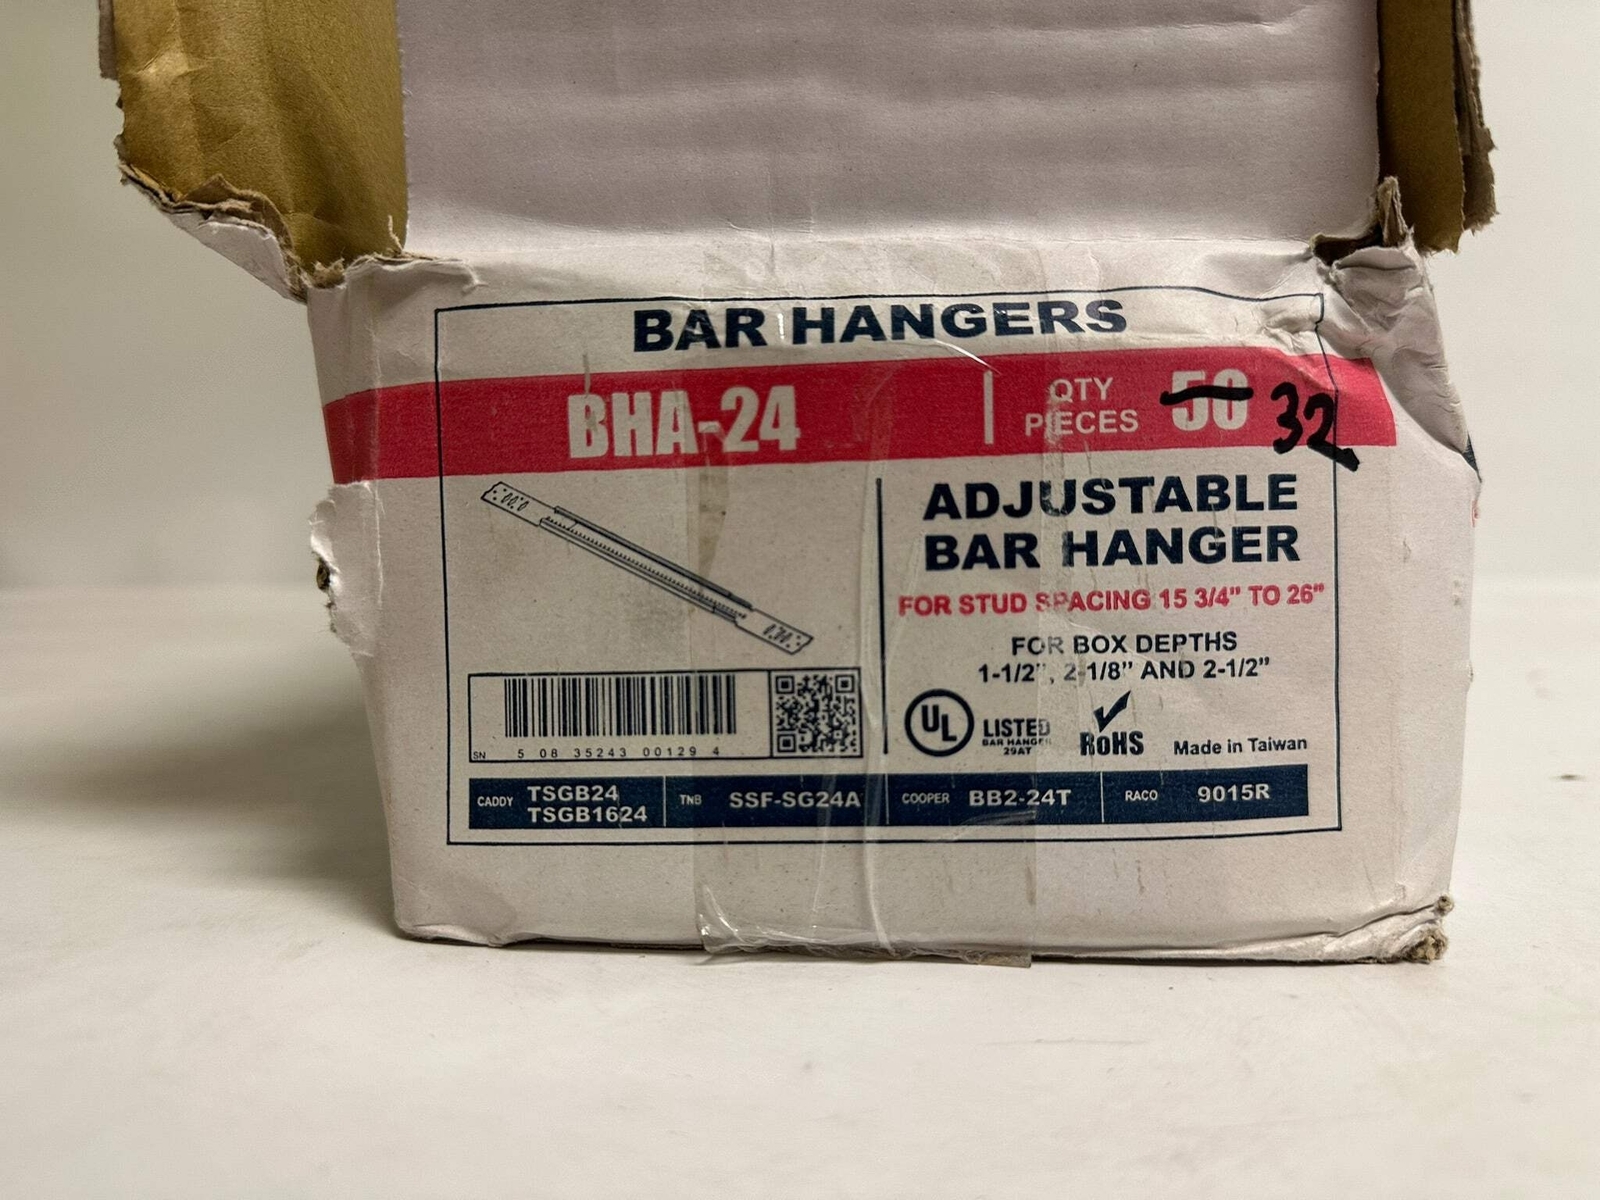 BAR HANGERS
BHA-24
QTY
PIECES
50 32
ADJUSTABLE
BAR HANGER
FOR STUD SPACING 15 3/4" TO 26"
FOR BOX DEPTHS
1-1/2", 2-1/8" AND 2-1/2"
UL LISTED
BAR HANGER
29AT
RoHS
Made in Taiwan
SN 5 08 35243 00129 4
CADDY TSGB24
TSGB1624
TNB SSF-SG24A
COOPER BB2-24T
RACO 9015R